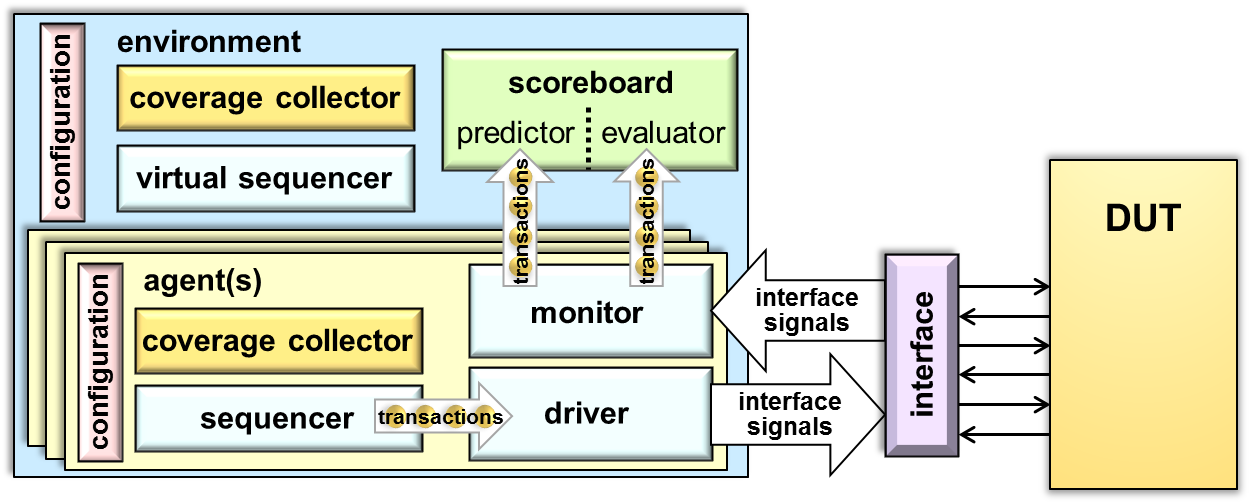 configuration
environment
coverage collector
virtual sequencer
scoreboard
predictor
evaluator
transactions
transactions
configuration
agent(s)
coverage collector
sequencer
transactions
monitor
driver
interface
signals
interface
signals
interface
DUT